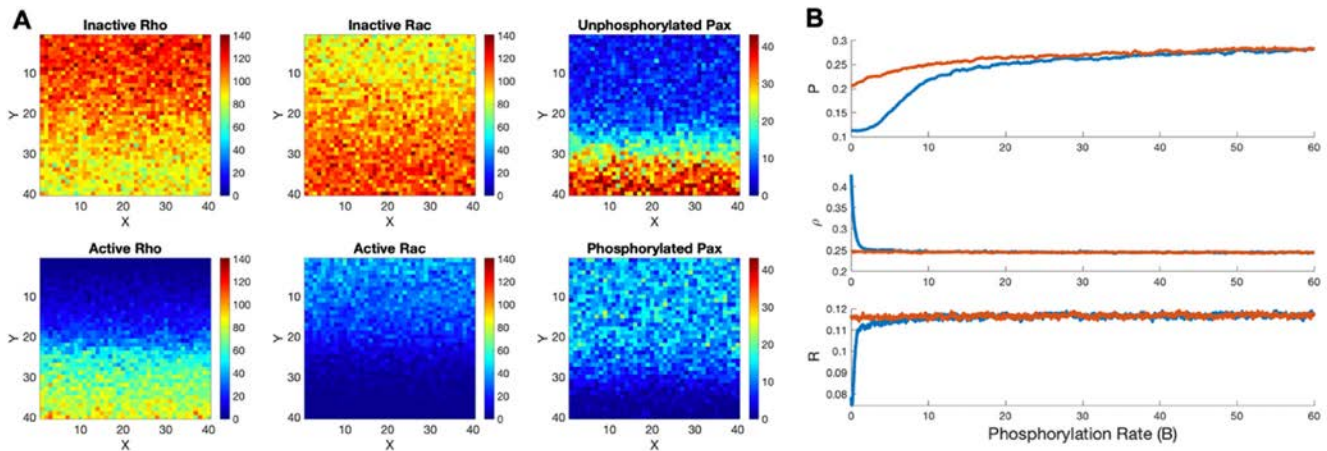 A
Inactive Rho
140
120
100
80
60
40
20
0
10
20
30
40
Y
10 20 30 40
X
Inactive Rac
140
120
100
80
60
40
20
0
10
20
30
40
Y
10 20 30 40
X
Unphosphorylated Pax
40
30
20
10
0
10
20
30
40
Y
10 20 30 40
X
Active Rho
140
120
100
80
60
40
20
0
10
20
30
40
Y
10 20 30 40
X
Active Rac
140
120
100
80
60
40
20
0
10
20
30
40
Y
10 20 30 40
X
Phosphorylated Pax
40
30
20
10
0
10
20
30
40
Y
10 20 30 40
X
B
0.3
0.25
0.2
0.15
0.1
P
0 10 20 30 40 50 60
0.4
0.35
0.3
0.25
0.2
ρ
0 10 20 30 40 50 60
0.12
0.11
0.1
0.09
0.08
R
0 10 20 30 40 50 60
Phosphorylation Rate (B)